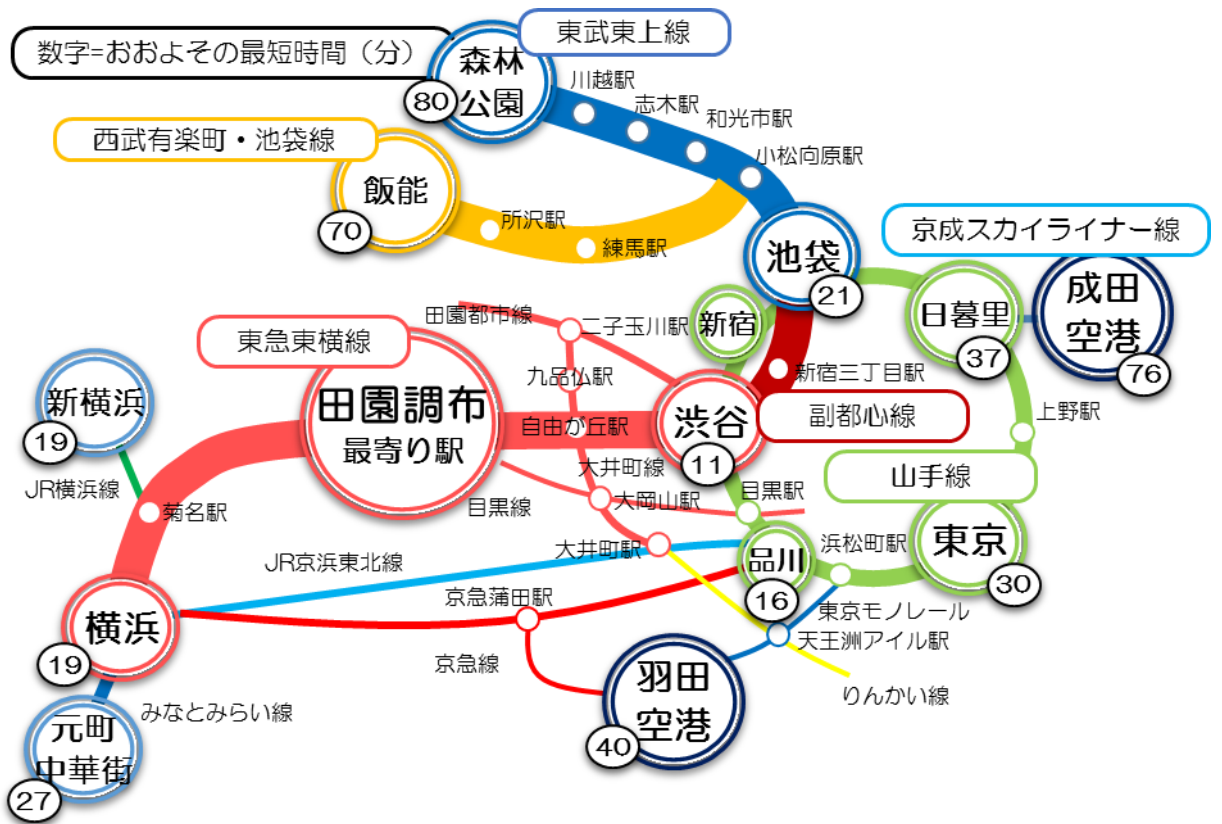 東武東上線
数字=おおよその最短時間（分）
森林
公園
80
川越駅
志木駅
和光市駅
小松向原駅
西武有楽町・池袋線
飯能
70
所沢駅
練馬駅
池袋
21
京成スカイライナー線
日暮里
37
成田
空港
76
新宿
田園都市線
二子玉川駅
東急東横線
新宿三丁目駅
九品仏駅
新横浜
19
田園調布
最寄り駅
自由が丘駅
渋谷
11
副都心線
上野駅
JR横浜線
菊名駅
大井町線
目黒線
大岡山駅
目黒駅
山手線
JR京浜東北線
大井町駅
品川
16
浜松町駅
東京
30
横浜
19
京急蒲田駅
東京モノレール
天王洲アイル駅
京急線
羽田
空港
40
りんかい線
みなとみらい線
元町
中華街
27